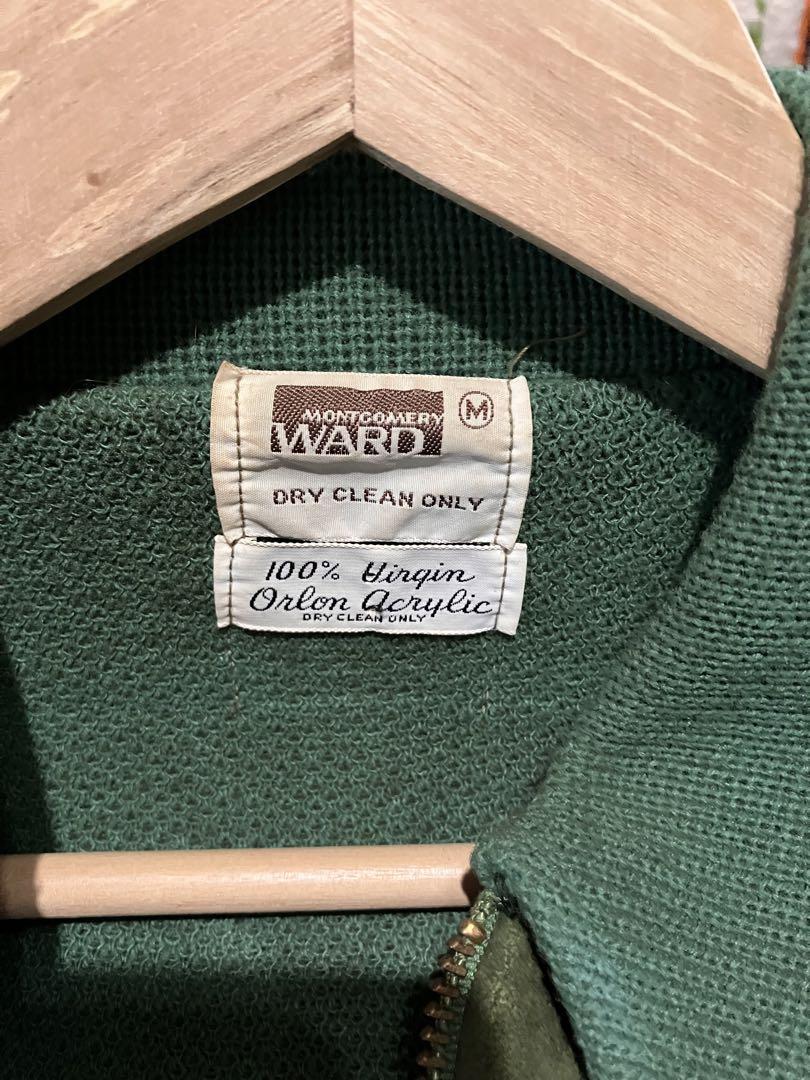 MONTGOMERY
WARD
M
DRY CLEAN ONLY
100% Virgin
Orlon Acrylic
DRY CLEAN ONLY